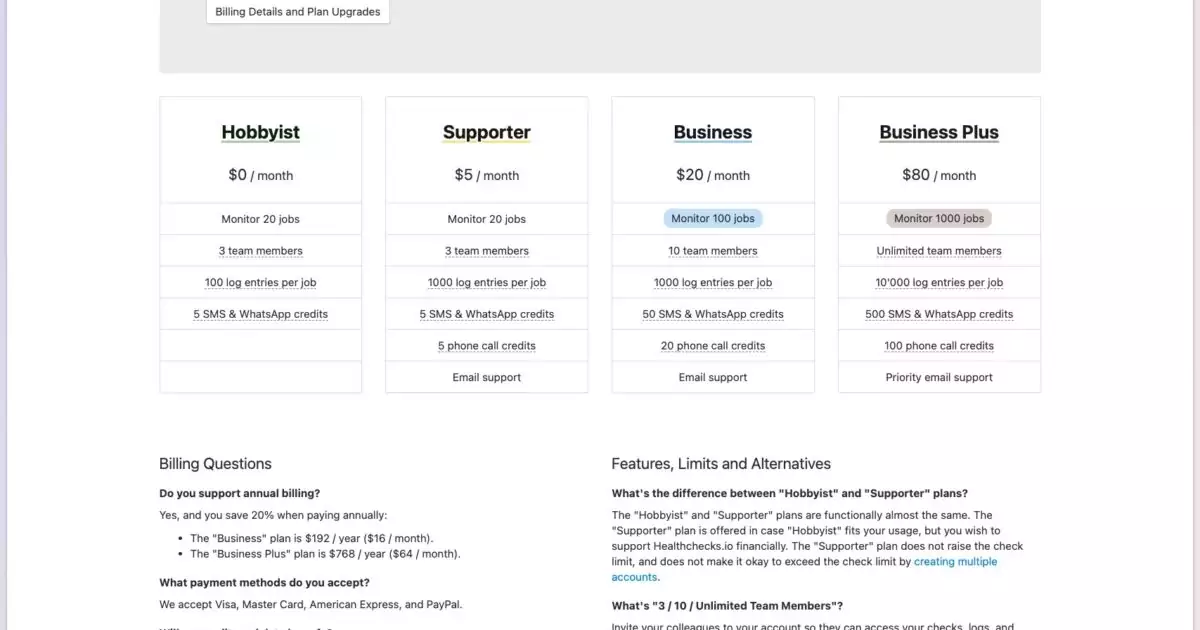 Billing Details and Plan Upgrades
Hobbyist
$0 / month
Monitor 20 jobs
3 team members
100 log entries per job
5 SMS & WhatsApp credits
Supporter
$5 / month
Monitor 20 jobs
3 team members
1000 log entries per job
5 SMS & WhatsApp credits
5 phone call credits
Email support
Business
$20 / month
Monitor 100 jobs
10 team members
1000 log entries per job
50 SMS & WhatsApp credits
20 phone call credits
Email support
Business Plus
$80 / month
Monitor 1000 jobs
Unlimited team members
10'000 log entries per job
500 SMS & WhatsApp credits
100 phone call credits
Priority email support
Billing Questions
Do you support annual billing?
Yes, and you save 20% when paying annually:
• The "Business" plan is $192 / year ($16 / month).
• The "Business Plus" plan is $768 / year ($64 / month).
What payment methods do you accept?
We accept Visa, Master Card, American Express, and PayPal.
Features, Limits and Alternatives
What's the difference between "Hobbyist" and "Supporter" plans?
The "Hobbyist" and "Supporter" plans are functionally almost the same. The
"Supporter" plan is offered in case "Hobbyist" fits your usage, but you wish to
support Healthchecks.io financially. The "Supporter" plan does not raise the check
limit, and does not make it okay to exceed the check limit by creating multiple
accounts.
What's "3 / 10 / Unlimited Team Members"?
Invite your colleagues to your account so they can access your checks, logs, and